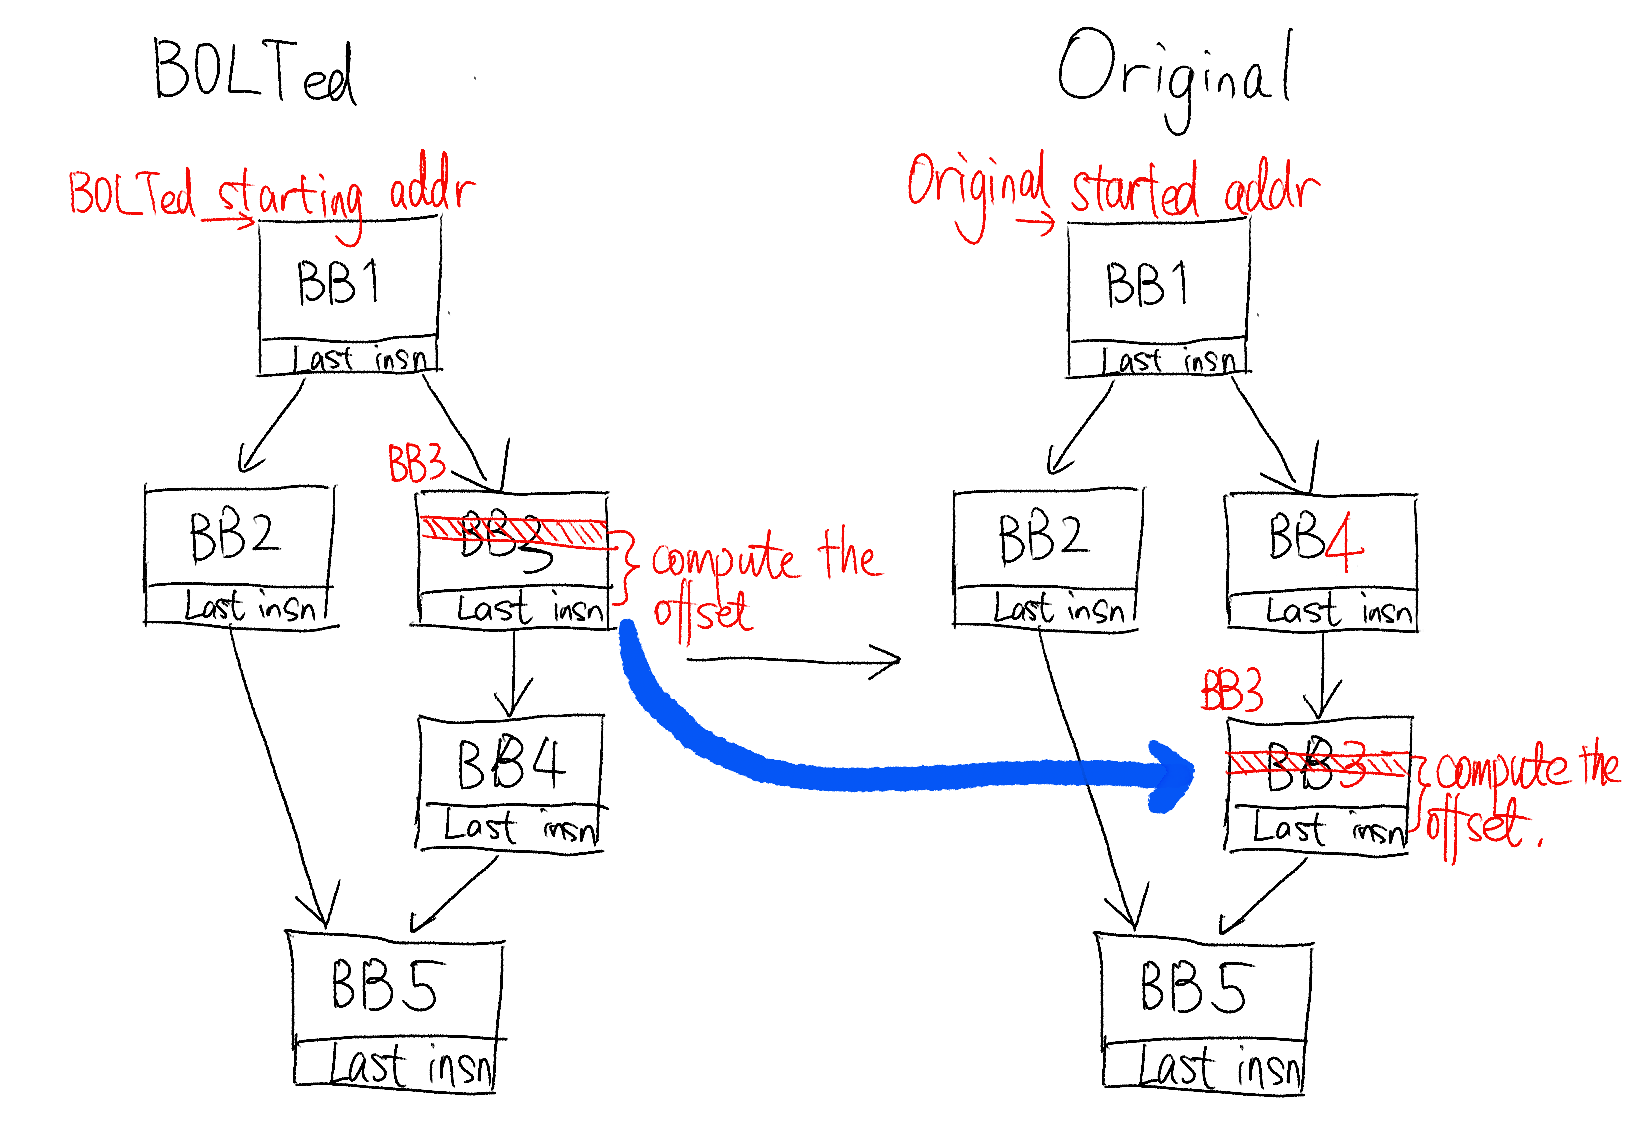 BOLTed
BOLTed starting addr
BB1
Last insn
BB2
Last insn
BB3
BB3
Last insn
compute the
offset
BB4
Last insn
BB5
Last insn
Original
Original started addr
BB1
Last insn
BB2
Last insn
BB4
Last insn
BB3
BB3
Last insn
compute the
offset.
BB5
Last insn